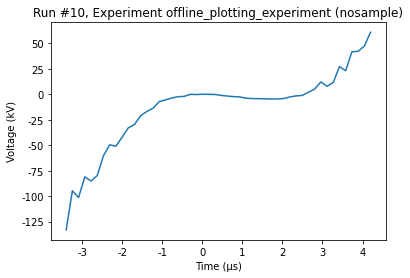 Run #10, Experiment offline_plotting_experiment (nosample)
Voltage (kV)
50
25
0
-25
-50
-75
-100
-125
-3 -2 -1 0 1 2 3 4
Time (μs)